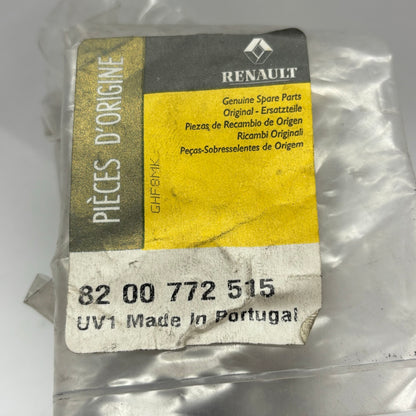 PIÈCES D'ORIGINE
RENAULT
Genuine Spare Parts
Original - Ersatzteile
Piezas de Recambio de Origen
Ricambi Originali
Peças-Sobresselentes de Origem
GHF8MK
82 00 772 515
UV1 Made in Portugal